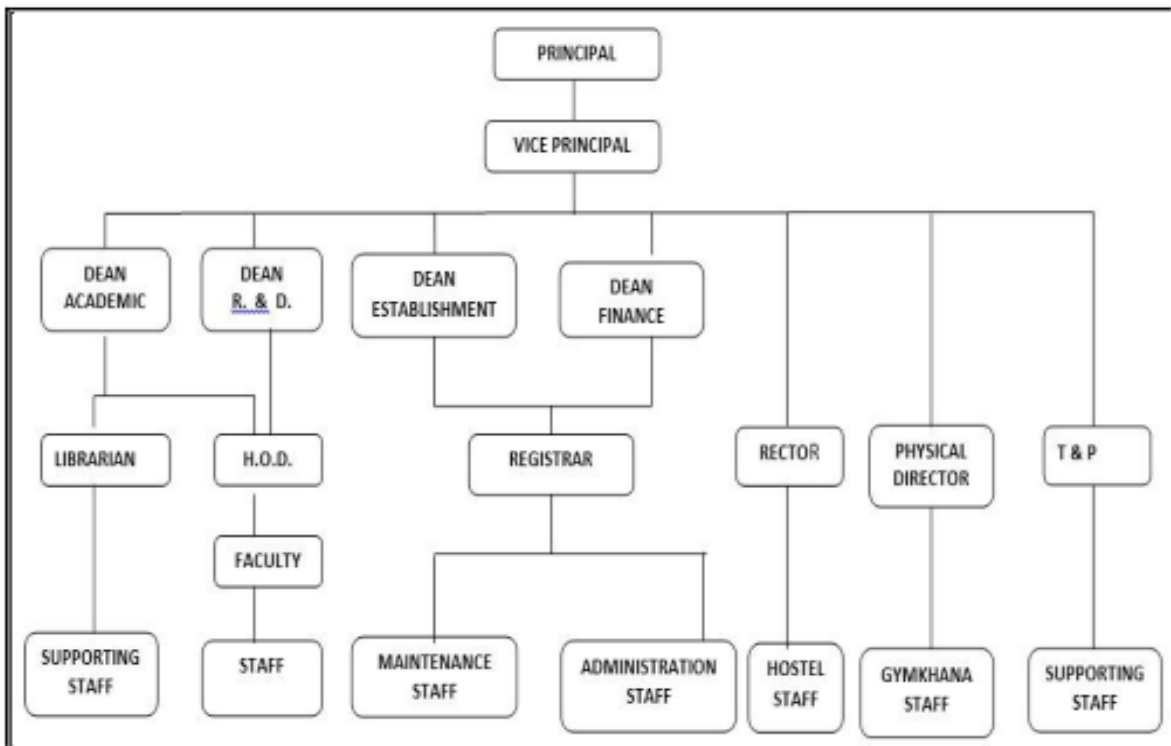 PRINCIPAL
VICE PRINCIPAL
DEAN
ACADEMIC
DEAN
R. & D.
DEAN
ESTABLISHMENT
DEAN
FINANCE
LIBRARIAN
H.O.D.
REGISTRAR
RECTOR
PHYSICAL
DIRECTOR
T & P
FACULTY
SUPPORTING
STAFF
STAFF
MAINTENANCE
STAFF
ADMINISTRATION
STAFF
HOSTEL
STAFF
GYMKHANA
STAFF
SUPPORTING
STAFF